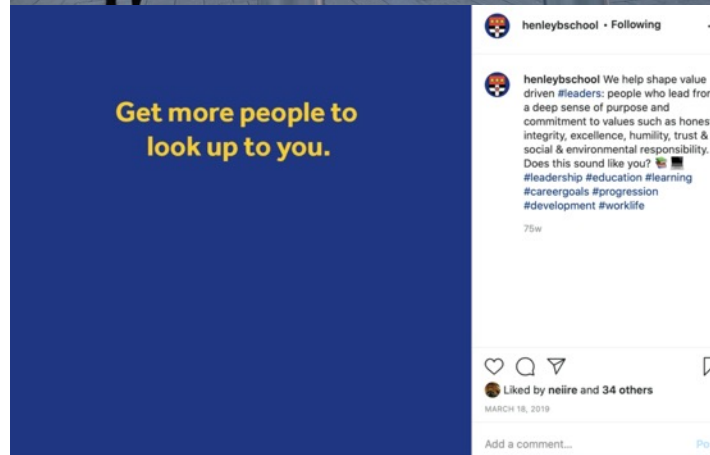 Get more people to
look up to you.
henleybschool • Following
henleybschool We help shape value
driven #leaders: people who lead from
a deep sense of purpose and
commitment to values such as hones
integrity, excellence, humility, trust &
social & environmental responsibility.
Does this sound like you?
#leadership #education #learning
#careergoals #progression
#development #worklife
75w
Liked by neiire and 34 others
MARCH 18, 2019
Add a comment...
Po